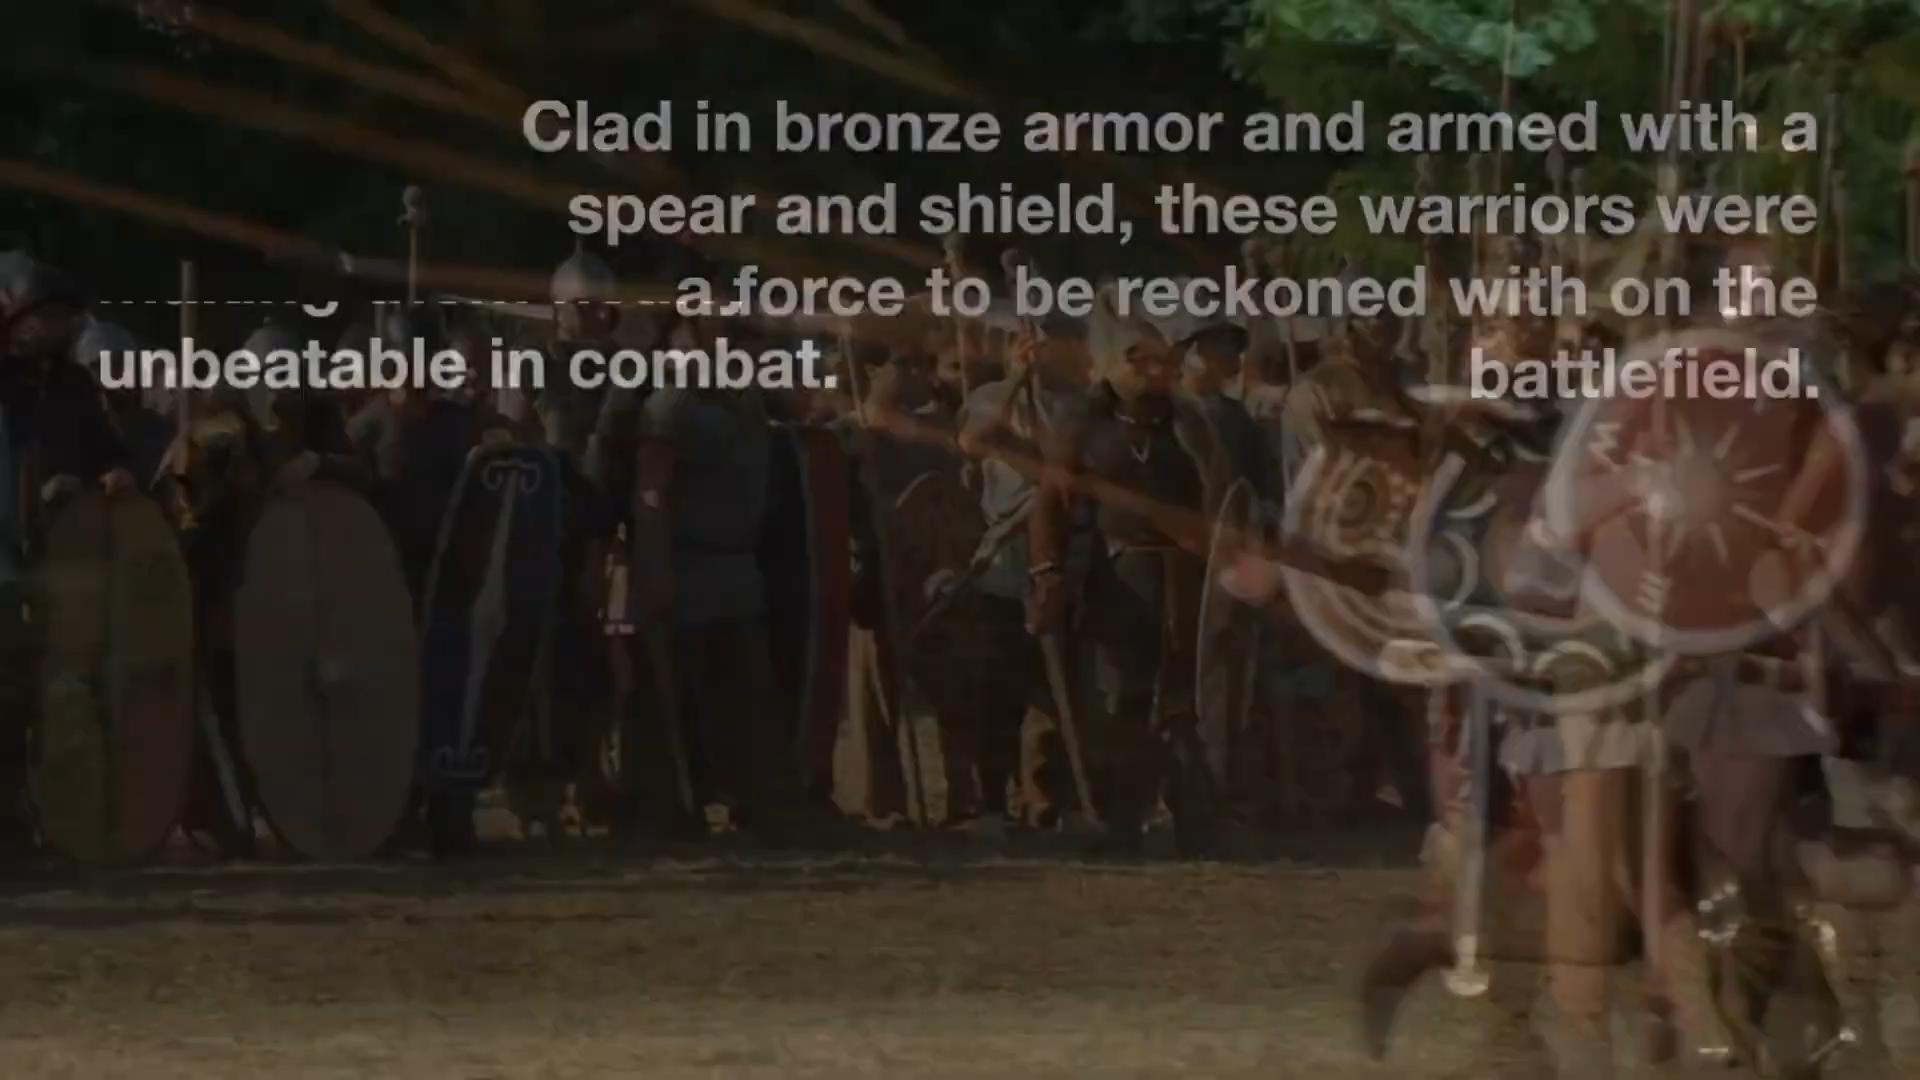 Clad in bronze armor and armed with a
spear and shield, these warriors were
a force to be reckoned with on the
battlefield.
unbeatable in combat.